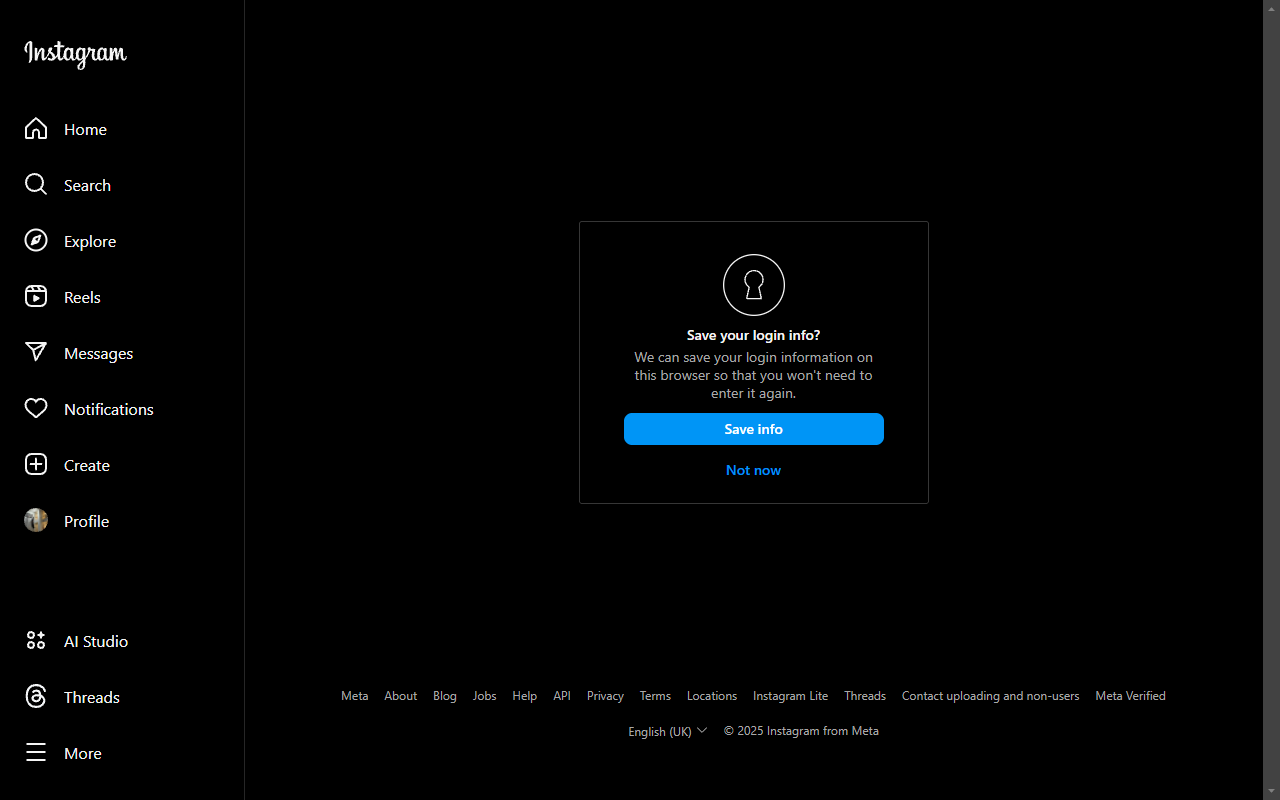 Instagram
Home
Search
Explore
Reels
Messages
Notifications
Create
Profile
AI Studio
Threads
More
Save your login info?
We can save your login information on
this browser so that you won't need to
enter it again.
Save info
Not now
Meta About Blog Jobs Help API Privacy Terms Locations Instagram Lite Threads Contact uploading and non-users Meta Verified
English (UK) © 2025 Instagram from Meta